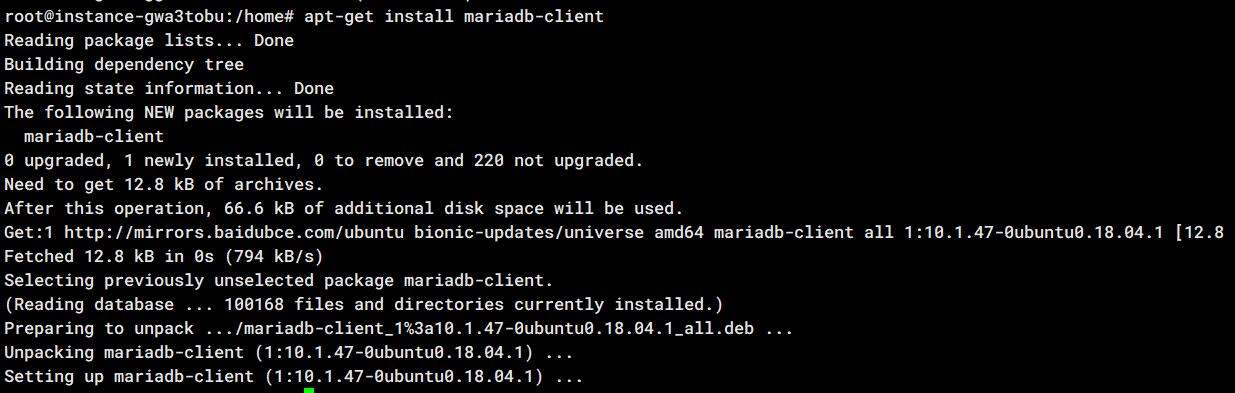 root@instance-gwa3tobu:/home# apt-get install mariadb-client
Reading package lists... Done
Building dependency tree
Reading state information... Done
The following NEW packages will be installed:
  mariadb-client
0 upgraded, 1 newly installed, 0 to remove and 220 not upgraded.
Need to get 12.8 kB of archives.
After this operation, 66.6 kB of additional disk space will be used.
Get:1 http://mirrors.baidubce.com/ubuntu bionic-updates/universe amd64 mariadb-client all 1:10.1.47-0ubuntu0.18.04.1 [12.8
Fetched 12.8 kB in 0s (794 kB/s)
Selecting previously unselected package mariadb-client.
(Reading database ... 100168 files and directories currently installed.)
Preparing to unpack .../mariadb-client_1%3a10.1.47-0ubuntu0.18.04.1_all.deb ...
Unpacking mariadb-client (1:10.1.47-0ubuntu0.18.04.1) ...
Setting up mariadb-client (1:10.1.47-0ubuntu0.18.04.1) ...